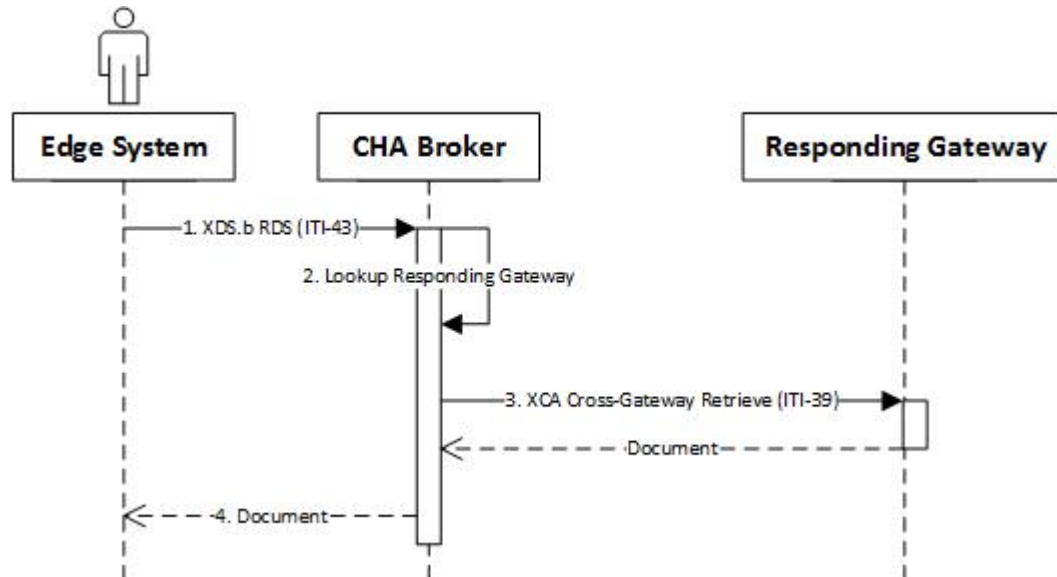 Edge System
CHA Broker
Responding Gateway
1. XDS.b RDS (ITI-43)
2. Lookup Responding Gateway
3. XCA Cross-Gateway Retrieve (ITI-39)
Document
4. Document